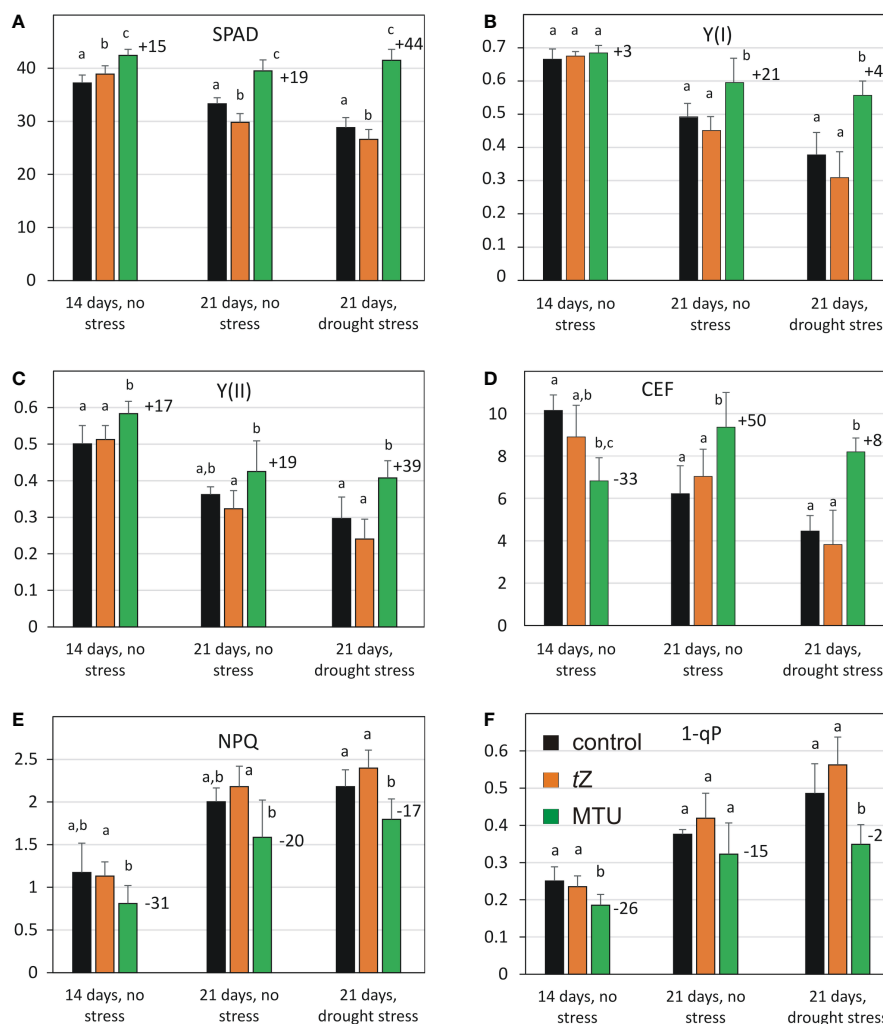 A
SPAD
a b c +15
a b c +19
a b c +44
40
30
20
10
0
14 days, no stress
21 days, no stress
21 days, drought stress
B
Y(I)
a a a +3
a a b +21
a a b +4
0.7
0.6
0.5
0.4
0.3
0.2
0.1
0
14 days, no stress
21 days, no stress
21 days, drought stress
C
Y(II)
a a b +17
a,b a b +19
a a b +39
0.6
0.5
0.4
0.3
0.2
0.1
0
14 days, no stress
21 days, no stress
21 days, drought stress
D
CEF
a a,b b,c -33
a a b +50
a a b +8
10
8
6
4
2
0
14 days, no stress
21 days, no stress
21 days, drought stress
E
NPQ
a,b a b -31
a,b a b -20
a a b -17
2.5
2
1.5
1
0.5
0
14 days, no stress
21 days, no stress
21 days, drought stress
F
1-qP
control
tZ
MTU
a a b -26
a a a -15
a a b -2
0.6
0.5
0.4
0.3
0.2
0.1
0
14 days, no stress
21 days, no stress
21 days, drought stress